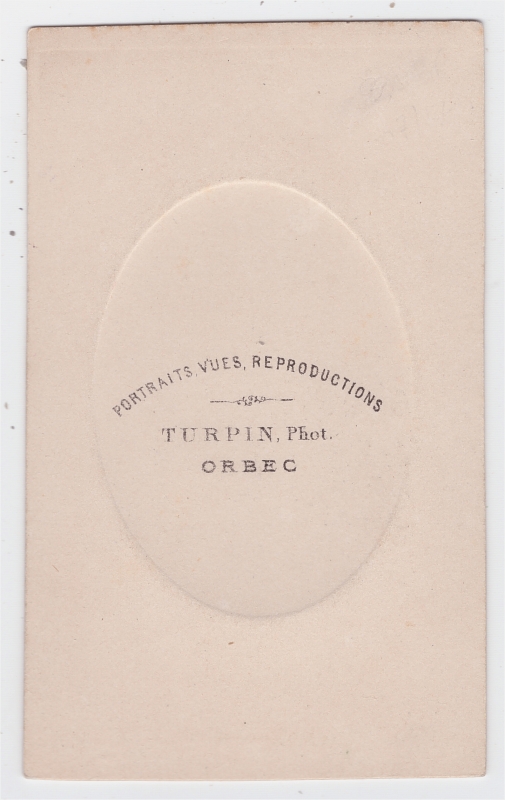 PORTRAITS, VUES, REPRODUCTIONS
TURPIN, Phot.
ORBEC